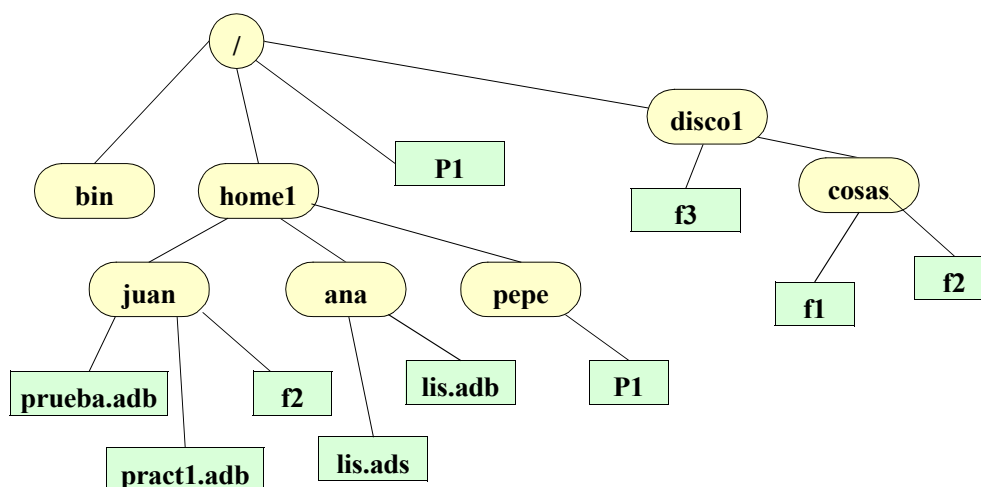 /
disco1
P1
bin
home1
cosas
f3
juan
ana
pepe
f2
f1
prueba.adb
f2
lis.adb
P1
pract1.adb
lis.ads